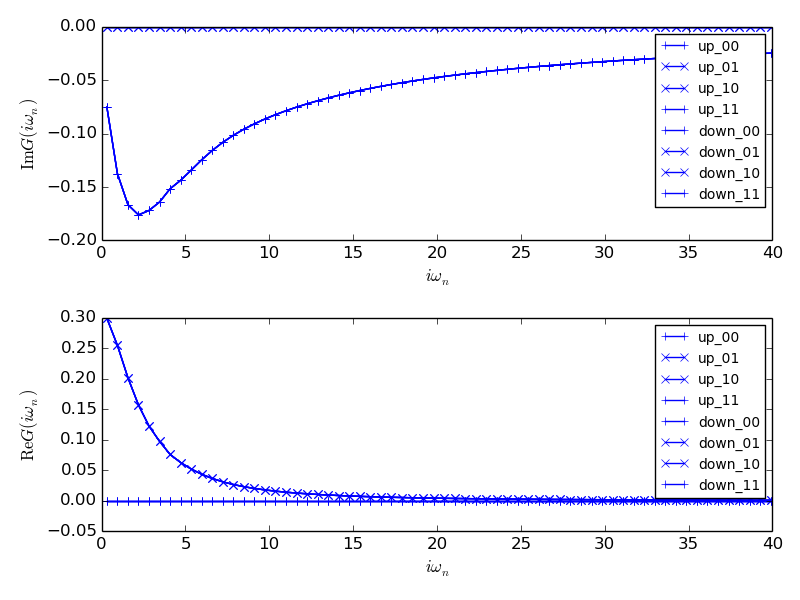 0.00
−0.05
−0.10
−0.15
−0.20
ImG(iωₙ)
up_00
up_01
up_10
up_11
down_00
down_01
down_10
down_11
0 5 10 15 20 25 30 35 40
iωₙ
0.30
0.25
0.20
0.15
0.10
0.05
0.00
−0.05
ReG(iωₙ)
up_00
up_01
up_10
up_11
down_00
down_01
down_10
down_11
0 5 10 15 20 25 30 35 40
iωₙ